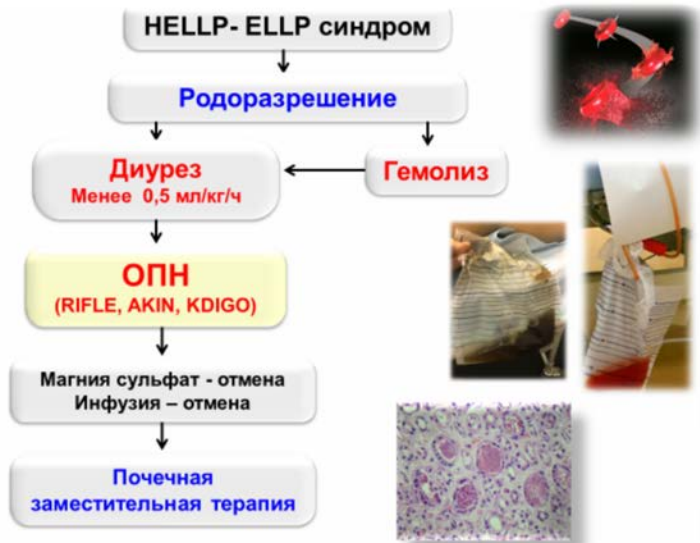 HELLP- ELLP синдром
Родоразрешение
Диурез
Менее 0,5 мл/кг/ч
Гемолиз
ОПН
(RIFLE, AKIN, KDIGO)
Магния сульфат - отмена
Инфузия – отмена
Почечная
заместительная терапия